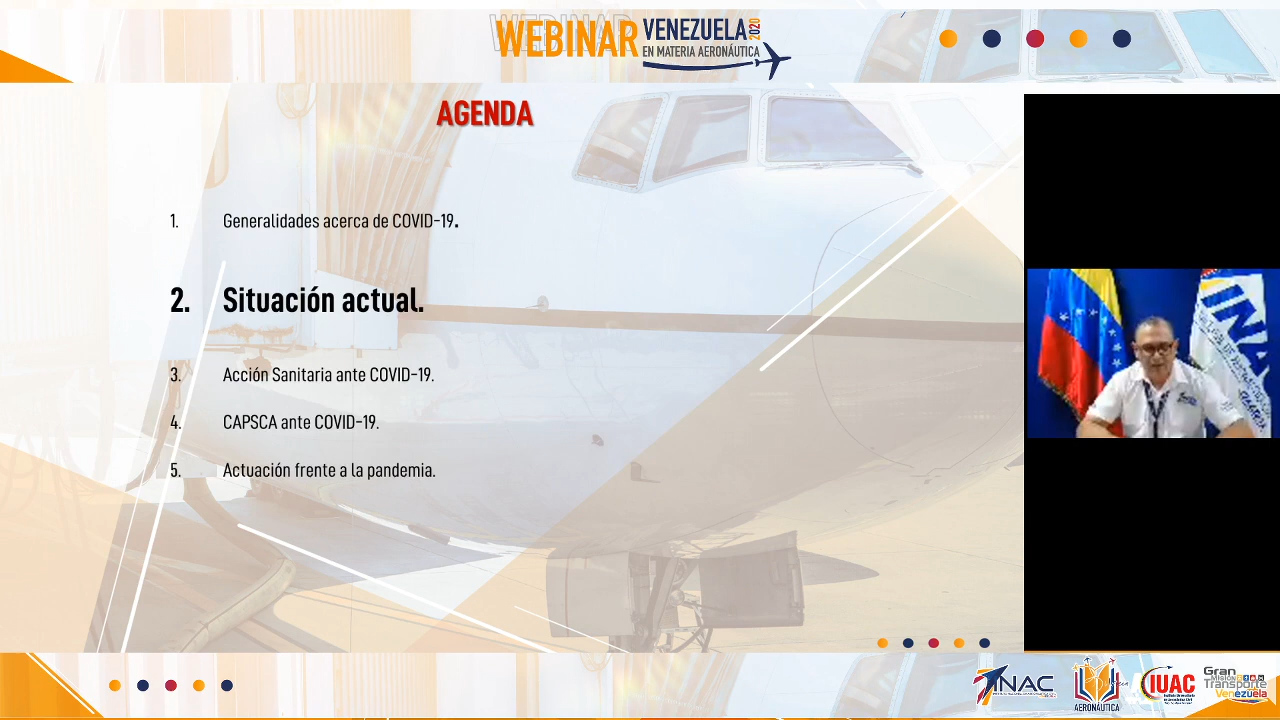 WEBINAR
VENEZUELA 2020
EN MATERIA AERONÁUTICA
AGENDA
1. Generalidades acerca de COVID-19.
2. Situación actual.
3. Acción Sanitaria ante COVID-19.
4. CAPSCA ante COVID-19.
5. Actuación frente a la pandemia.
INAC
AERONÁUTICA
IUAC
Gran
Misión
Transporte
Venezuela